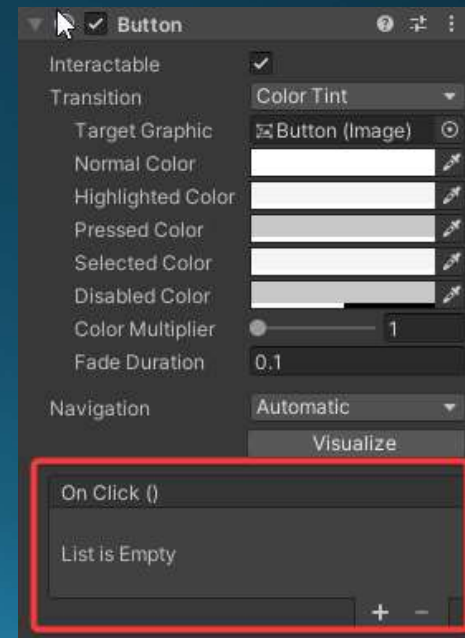 Button
Interactable
Transition Color Tint
Target Graphic Button (Image)
Normal Color
Highlighted Color
Pressed Color
Selected Color
Disabled Color
Color Multiplier 1
Fade Duration 0.1
Navigation Automatic
Visualize
On Click ()
List is Empty
+ −